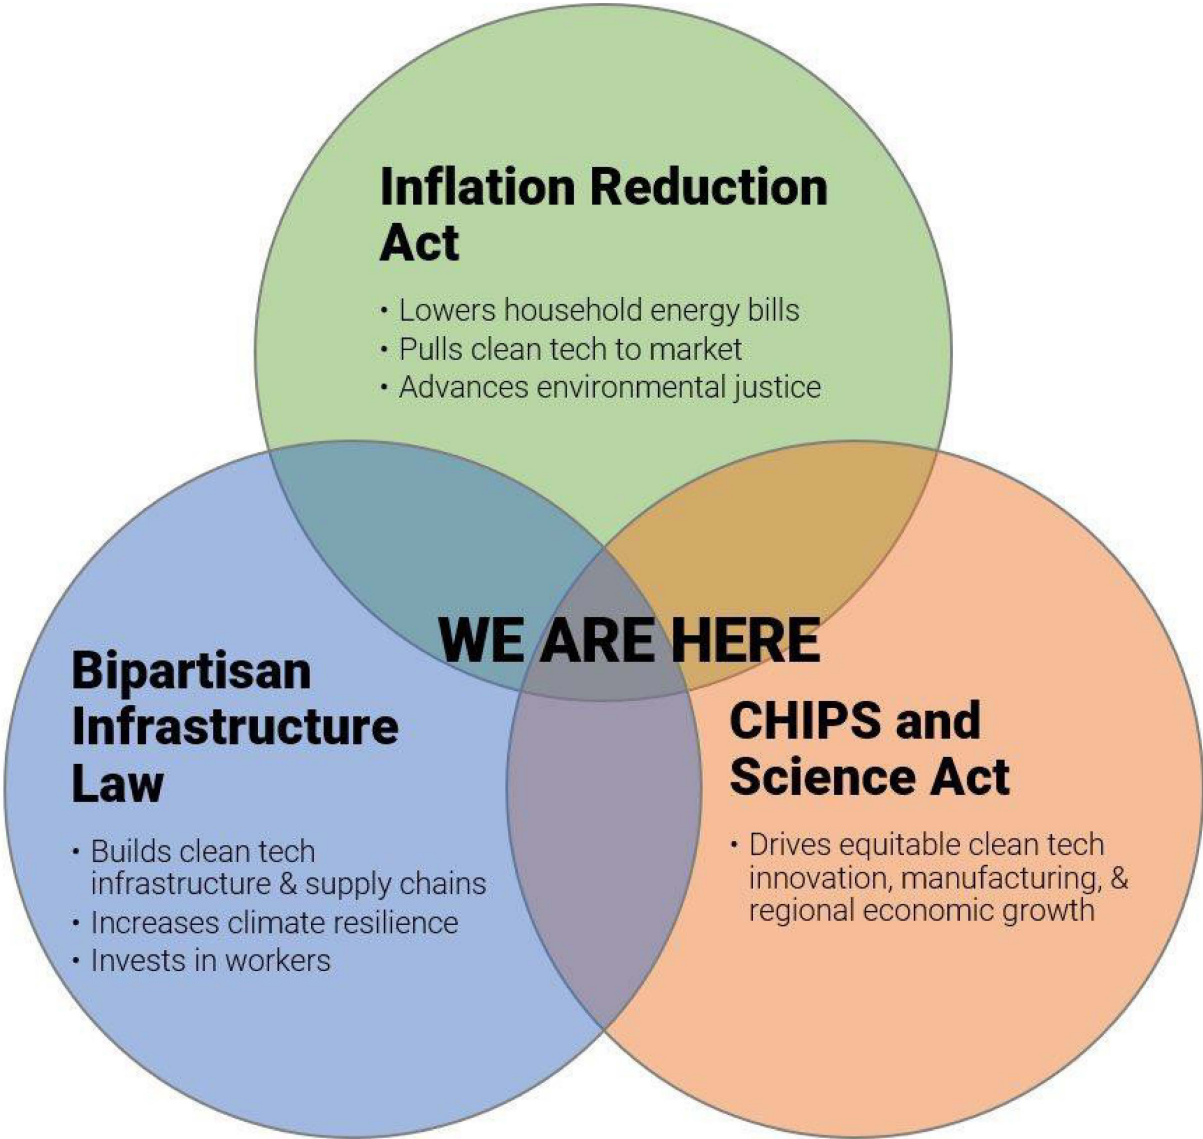 Inflation Reduction
Act
• Lowers household energy bills
• Pulls clean tech to market
• Advances environmental justice
WE ARE HERE
Bipartisan
Infrastructure
Law
• Builds clean tech
infrastructure & supply chains
• Increases climate resilience
• Invests in workers
CHIPS and
Science Act
• Drives equitable clean tech
innovation, manufacturing, &
regional economic growth